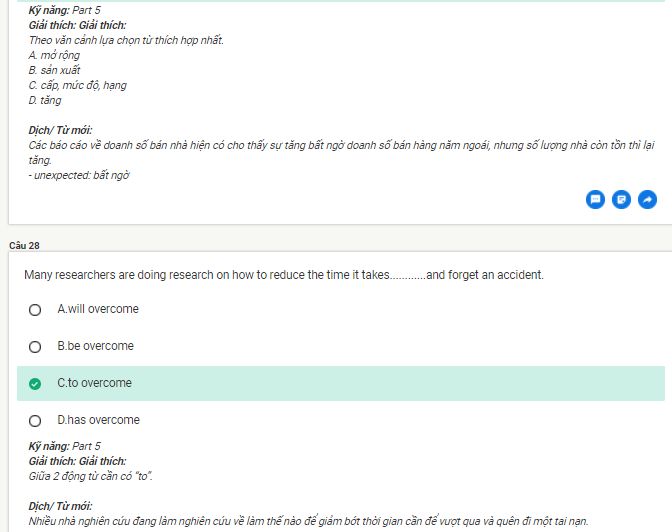 Kỹ năng: Part 5
Giải thích: Giải thích:
Theo văn cảnh lựa chọn từ thích hợp nhất.
A. mở rộng
B. sản xuất
C. cấp, mức độ, hạng
D. tăng
Dịch/ Từ mới:
Các báo cáo về doanh số bán nhà hiện có cho thấy sự tăng bất ngờ doanh số bán hàng năm ngoái, nhưng số lượng nhà còn tồn thì lại
tăng.
- unexpected: bất ngờ
Câu 28
Many researchers are doing research on how to reduce the time it takes............and forget an accident.
A.will overcome
B.be overcome
C.to overcome
D.has overcome
Kỹ năng: Part 5
Giải thích: Giải thích:
Giữa 2 động từ cần có "to".
Dịch/ Từ mới:
Nhiều nhà nghiên cứu đang làm nghiên cứu về làm thế nào để giảm bớt thời gian cần để vượt qua và quên đi một tai nạn.